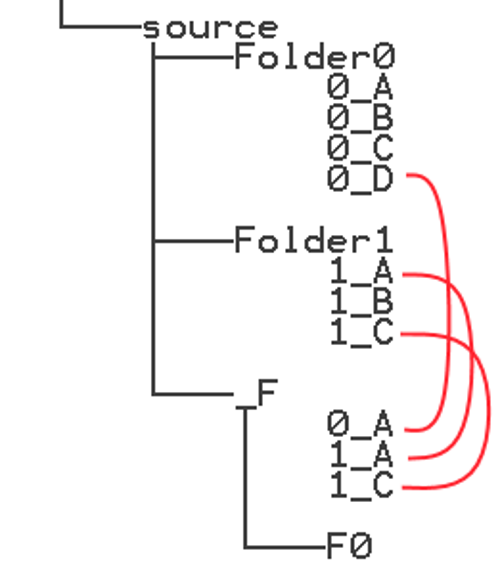 source
Folder0
0_A
0_B
0_C
0_D
Folder1
1_A
1_B
1_C
_F
0_A
1_A
1_C
F0